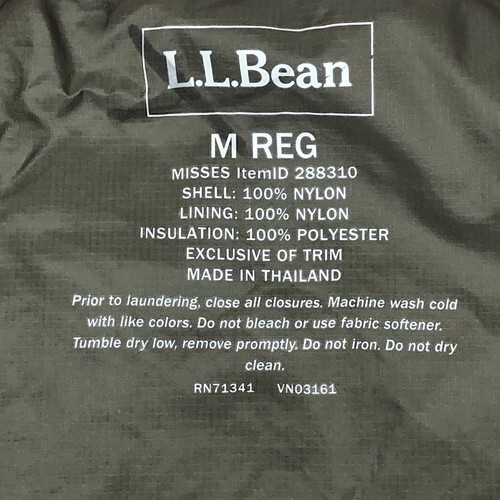 L.L.Bean
M REG
MISSES ItemID 288310
SHELL: 100% NYLON
LINING: 100% NYLON
INSULATION: 100% POLYESTER
EXCLUSIVE OF TRIM
MADE IN THAILAND
Prior to laundering, close all closures. Machine wash cold
with like colors. Do not bleach or use fabric softener.
Tumble dry low, remove promptly. Do not iron. Do not dry
clean.
RN71341 VN03161